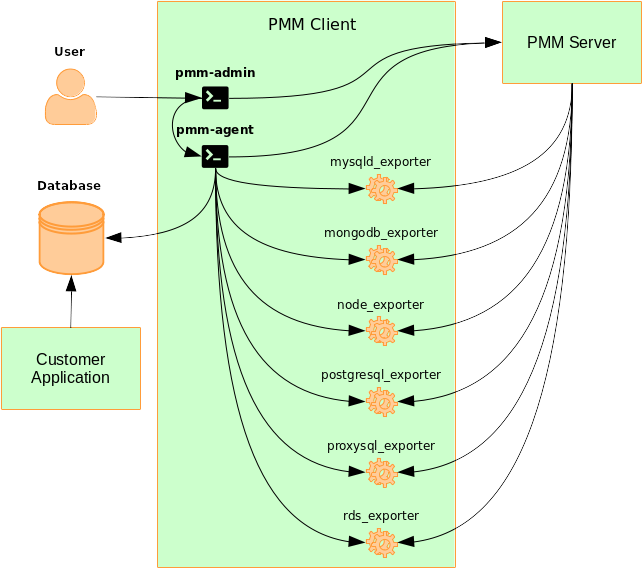 PMM Client
PMM Server
User
pmm-admin
pmm-agent
mysqld_exporter
Database
mongodb_exporter
node_exporter
Customer
Application
postgresql_exporter
proxysql_exporter
rds_exporter